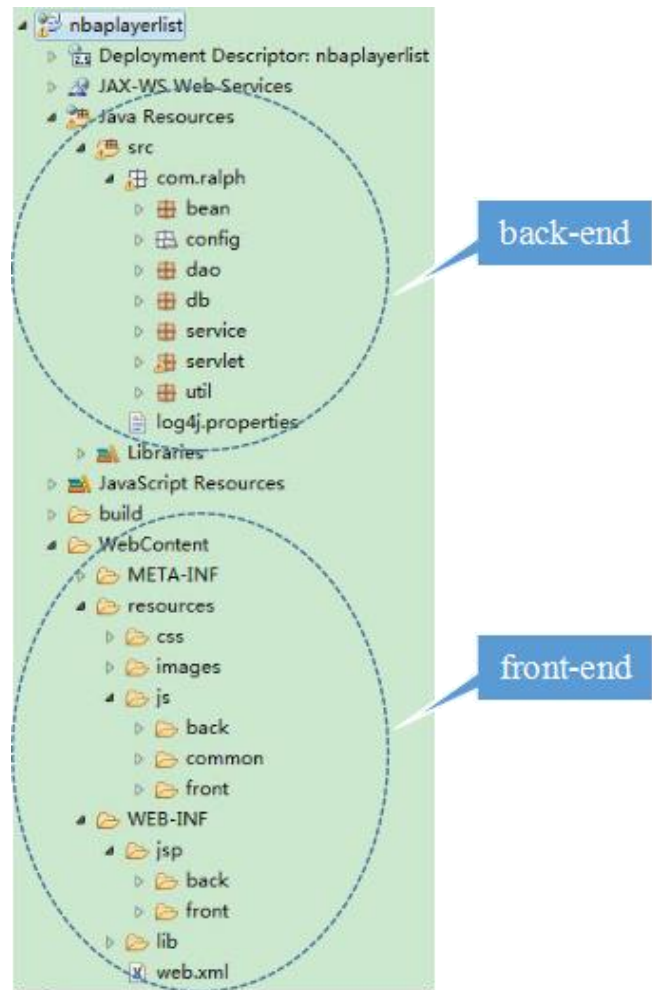 nbaplayerlist
Deployment Descriptor: nbaplayerlist
JAX-WS Web Services
Java Resources
src
com.ralph
bean
config
dao
db
service
servlet
util
log4j.properties
Libraries
JavaScript Resources
build
WebContent
META-INF
resources
css
images
js
back
common
front
WEB-INF
jsp
back
front
lib
web.xml
back-end
front-end